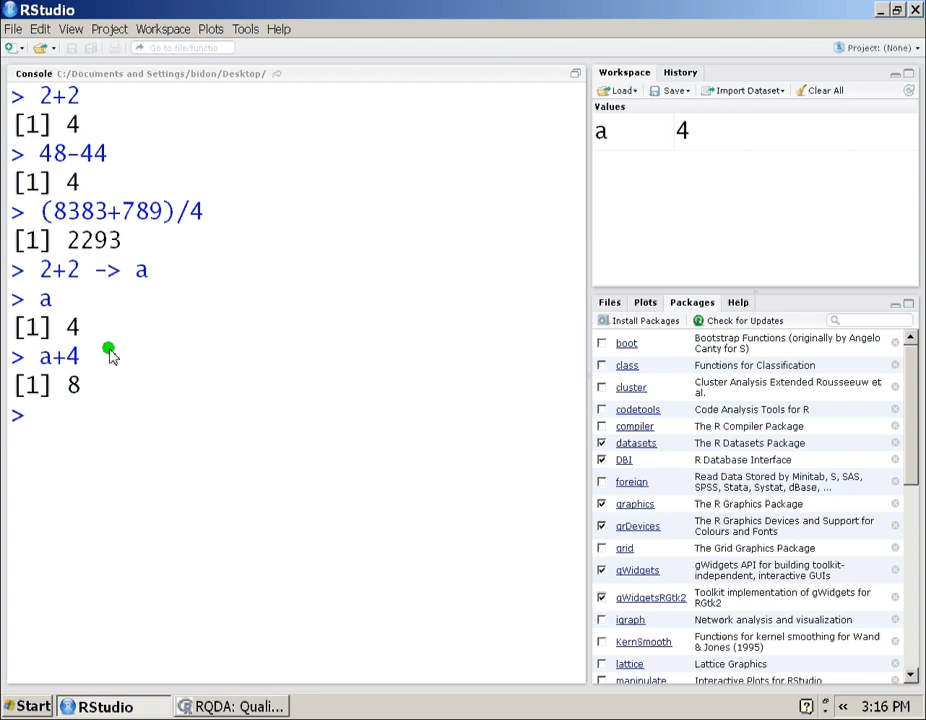 RStudio
File Edit View Project Workspace Plots Tools Help
Go to file/functio
Project: (None)
Console C:/Documents and Settings/bidon/Desktop/
> 2+2
[1] 4
> 48-44
[1] 4
> (8383+789)/4
[1] 2293
> 2+2 -> a
> a
[1] 4
> a+4
[1] 8
>
Workspace History
Load Save Import Dataset Clear All
Values
a 4
Files Plots Packages Help
Install Packages Check for Updates
boot Bootstrap Functions (originally by Angelo
Canty for S)
class Functions for Classification
cluster Cluster Analysis Extended Rousseeuw et
al.
codetools Code Analysis Tools for R
compiler The R Compiler Package
datasets The R Datasets Package
DBI R Database Interface
foreign Read Data Stored by Minitab, S, SAS,
SPSS, Stata, Systat, dBase, ...
graphics The R Graphics Package
grDevices The R Graphics Devices and Support for
Colours and Fonts
grid The Grid Graphics Package
gWidgets gWidgets API for building toolkit-
independent, interactive GUIs
gWidgetsRGtk2 Toolkit implementation of gWidgets for
RGtk2
igraph Network analysis and visualization
KernSmooth Functions for kernel smoothing for Wand
& Jones (1995)
lattice Lattice Graphics
manipulate Interactive Plots for RStudio
Start RStudio RQDA: Quali... 3:16 PM